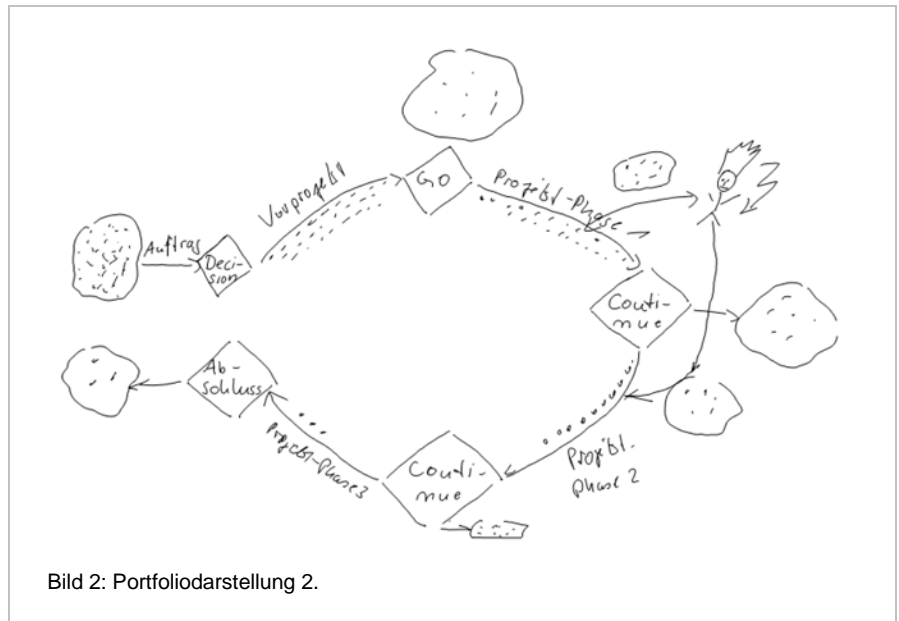 Vorprojekt
GO
Projekt-Phase 1
Auftrag
Deci-
sion
Conti-
nue
Ab-
schluss
Projekt-Phase 3
Conti-
nue
Projekt-
Phase 2
Bild 2: Portfoliodarstellung 2.